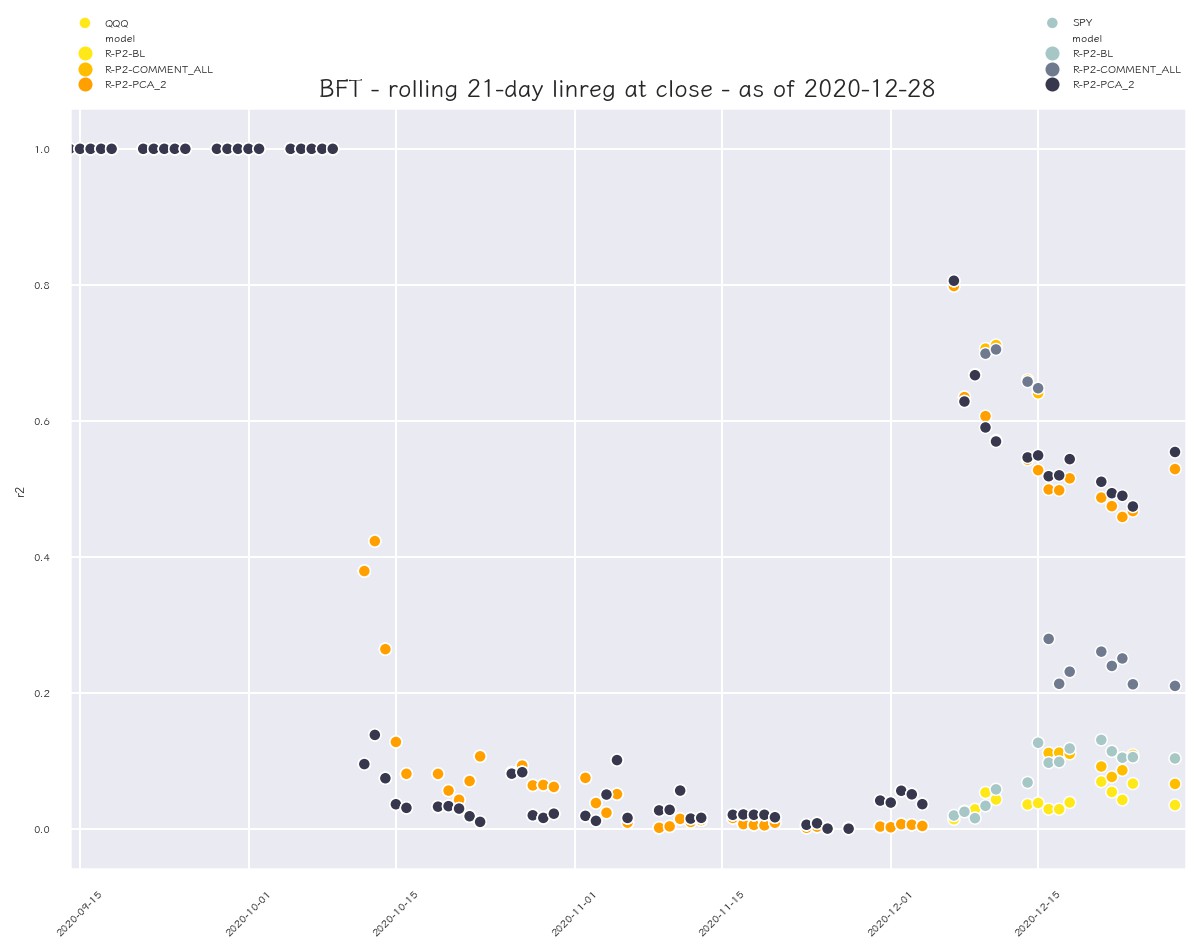 QQQ
model
R-P2-BL
R-P2-COMMENT_ALL
R-P2-PCA_2
SPY
model
R-P2-BL
R-P2-COMMENT_ALL
R-P2-PCA_2
BFT - rolling 21-day linreg at close - as of 2020-12-28
1.0
0.8
0.6
0.4
0.2
0.0
r2
2020-09-15
2020-10-01
2020-10-15
2020-11-01
2020-11-15
2020-12-01
2020-12-15